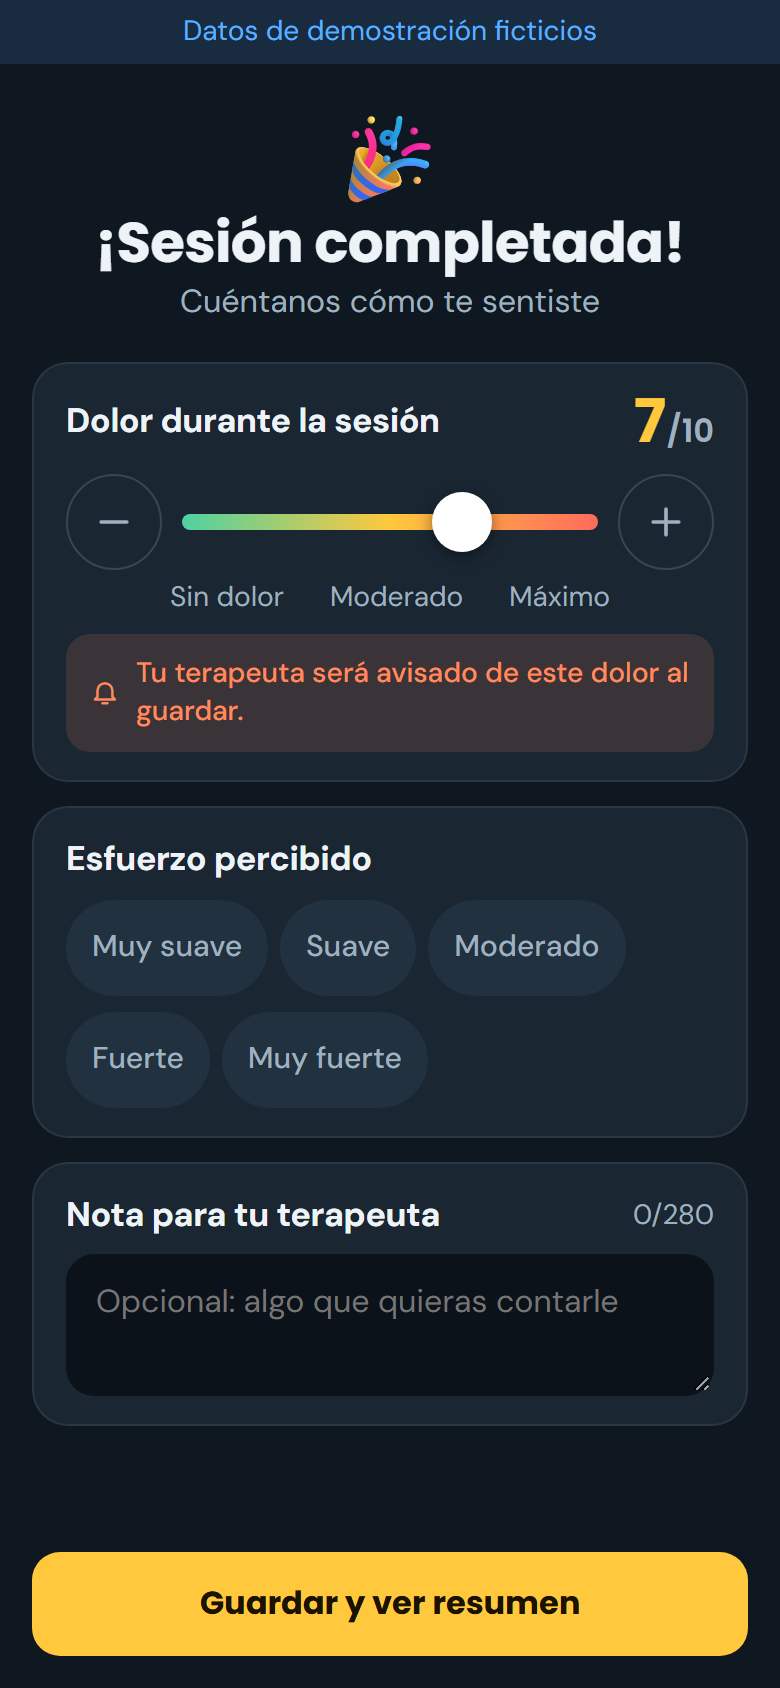 Datos de demostración ficticios
¡Sesión completada!
Cuéntanos cómo te sentiste
Dolor durante la sesión 7/10
Sin dolor Moderado Máximo
Tu terapeuta será avisado de este dolor al
guardar.
Esfuerzo percibido
Muy suave Suave Moderado
Fuerte Muy fuerte
Nota para tu terapeuta 0/280
Opcional: algo que quieras contarle
Guardar y ver resumen